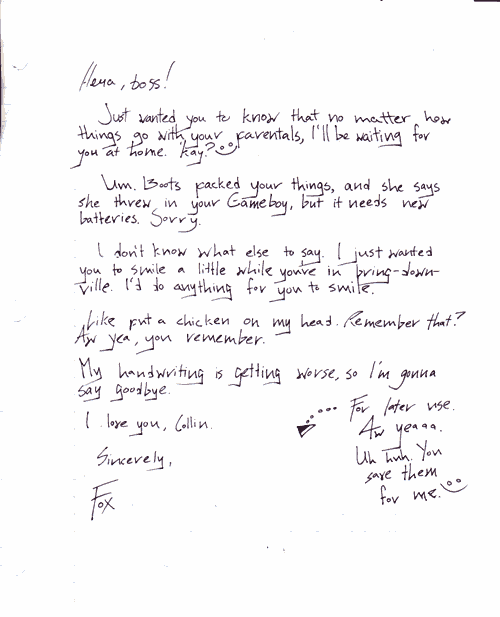 Heya, boss!
Just wanted you to know that no matter how
things go with your parentals, I'll be waiting for
you at home. 'kay?
Um. Boots packed your things, and she says
she threw in your Gameboy, but it needs new
batteries. Sorry.
I don't know what else to say. I just wanted
you to smile a little while you're in bring-down-
ville. I'd do anything for you to smile.
Like put a chicken on my head. Remember that?
Aw yea, you remember.
My handwriting is getting worse, so I'm gonna
say goodbye.
I love you, Collin.
Sincerely,
Fox
For later use.
Aw yeaaa.
Uh huh. You
save them
for me.